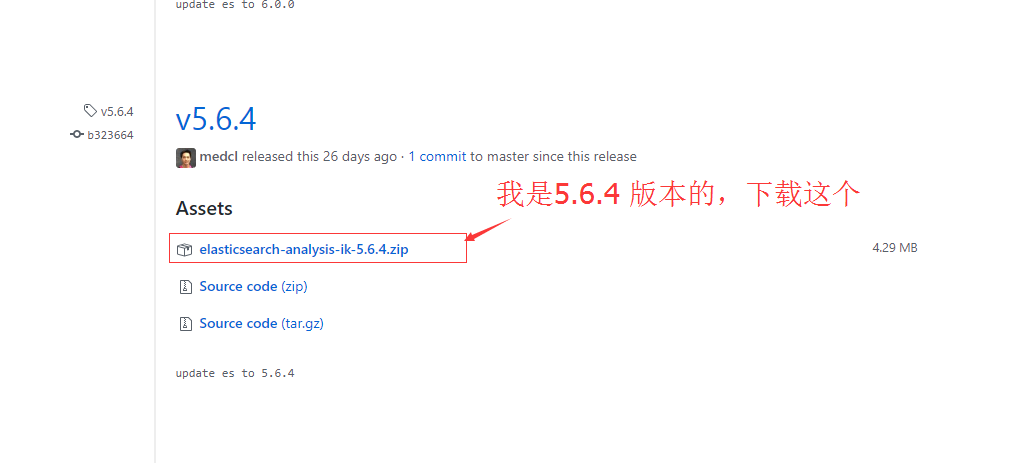 update es to 6.0.0
v5.6.4
b323664
v5.6.4
medcl released this 26 days ago · 1 commit to master since this release
我是5.6.4 版本的，下载这个
Assets
elasticsearch-analysis-ik-5.6.4.zip 4.29 MB
Source code (zip)
Source code (tar.gz)
update es to 5.6.4